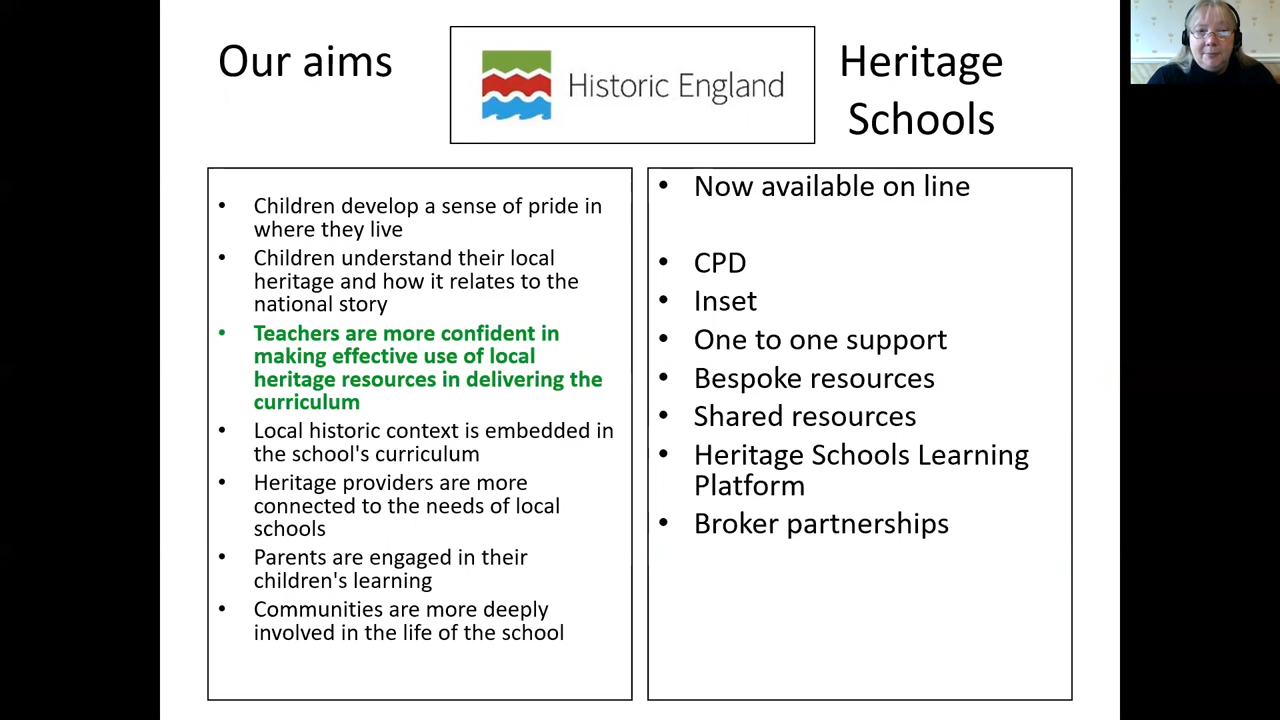 Our aims
Historic England
Heritage
Schools
• Children develop a sense of pride in
where they live
• Children understand their local
heritage and how it relates to the
national story
• Teachers are more confident in
making effective use of local
heritage resources in delivering the
curriculum
• Local historic context is embedded in
the school's curriculum
• Heritage providers are more
connected to the needs of local
schools
• Parents are engaged in their
children's learning
• Communities are more deeply
involved in the life of the school
• Now available on line
• CPD
• Inset
• One to one support
• Bespoke resources
• Shared resources
• Heritage Schools Learning
Platform
• Broker partnerships